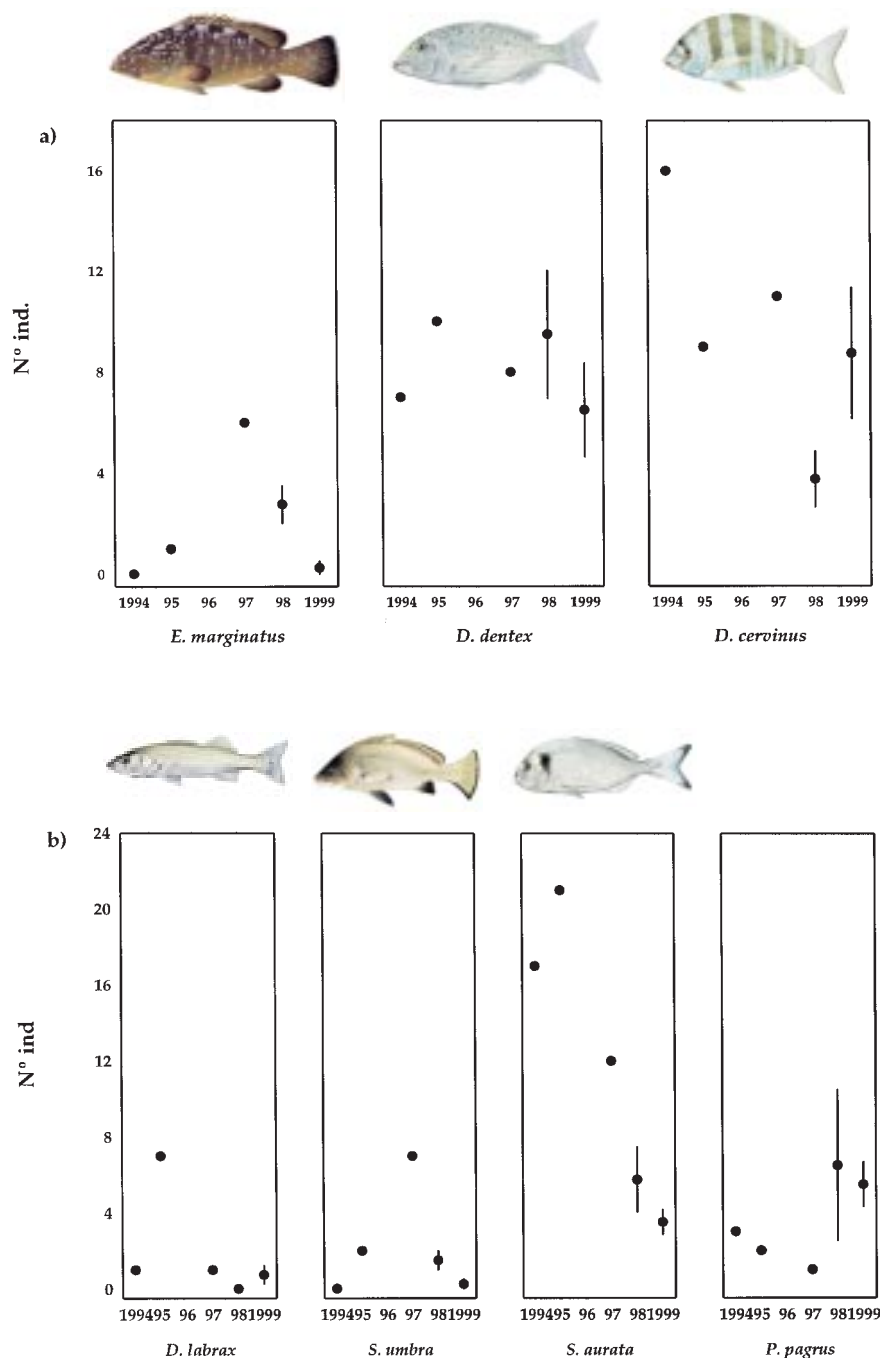 a)
Nº ind.
16
12
8
4
0
1994 95 96 97 98 1999
1994 95 96 97 98 1999
1994 95 96 97 98 1999
E. marginatus
D. dentex
D. cervinus
b)
Nº ind
24
20
16
12
8
4
0
199495 96 97 981999
199495 96 97 981999
199495 96 97 981999
199495 96 97 981999
D. labrax
S. umbra
S. aurata
P. pagrus